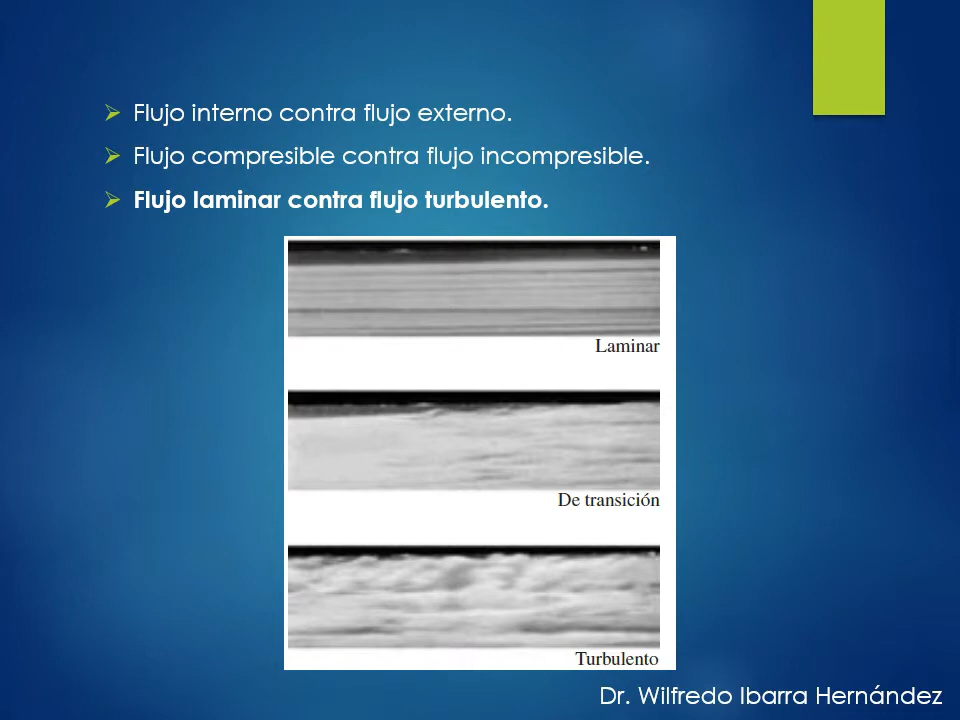 Flujo interno contra flujo externo.
Flujo compresible contra flujo incompresible.
Flujo laminar contra flujo turbulento.
Laminar
De transición
Turbulento
Dr. Wilfredo Ibarra Hernández